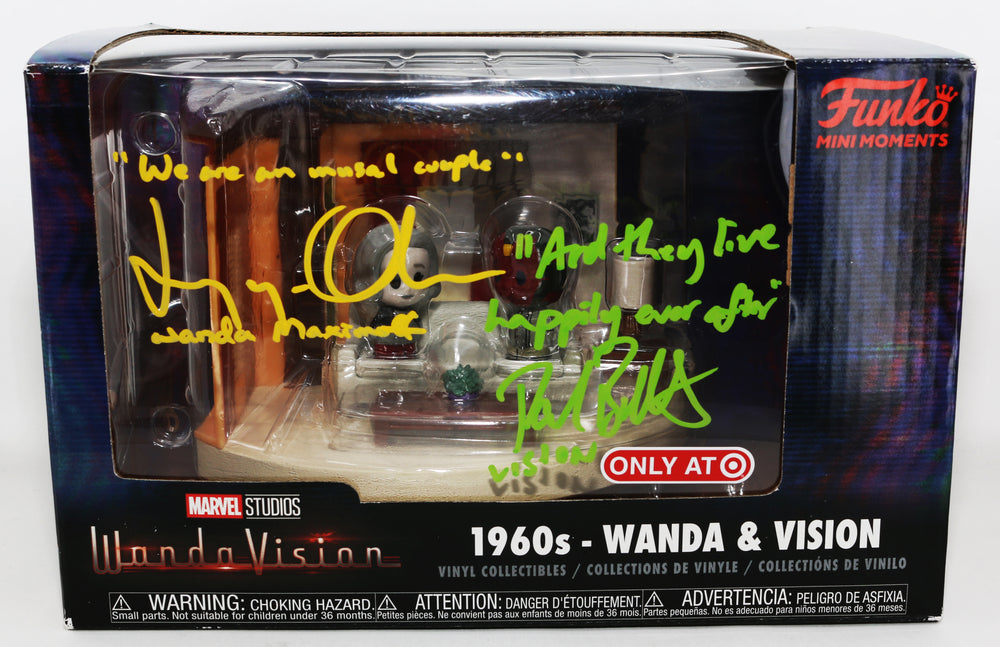 Funko
MINI MOMENTS
"We are an unusal couple"
Wanda Maximoff
"And they live
happily ever after"
VISION
ONLY AT
MARVEL STUDIOS
WandaVision
1960s - WANDA & VISION
VINYL COLLECTIBLES / COLLECTIONS DE VINYLE / COLLECTIÓNS DE VINILO
WARNING: CHOKING HAZARD.
Small parts. Not suitable for children under 36 months.
ATTENTION: DANGER D'ÉTOUFFEMENT.
Petites pièces. Ne convient pas aux enfants de moins de 36 mois.
ADVERTENCIA: PELIGRO DE ASFIXIA.
Partes pequeñas. No es adecuado para niños menores de 36 meses.